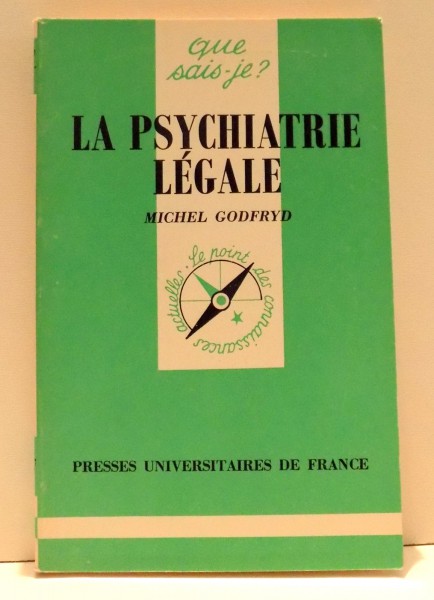 que
sais-je?
LA PSYCHIATRIE
LÉGALE
MICHEL GODFRYD
Le point des connaissances actuelles.
PRESSES UNIVERSITAIRES DE FRANCE